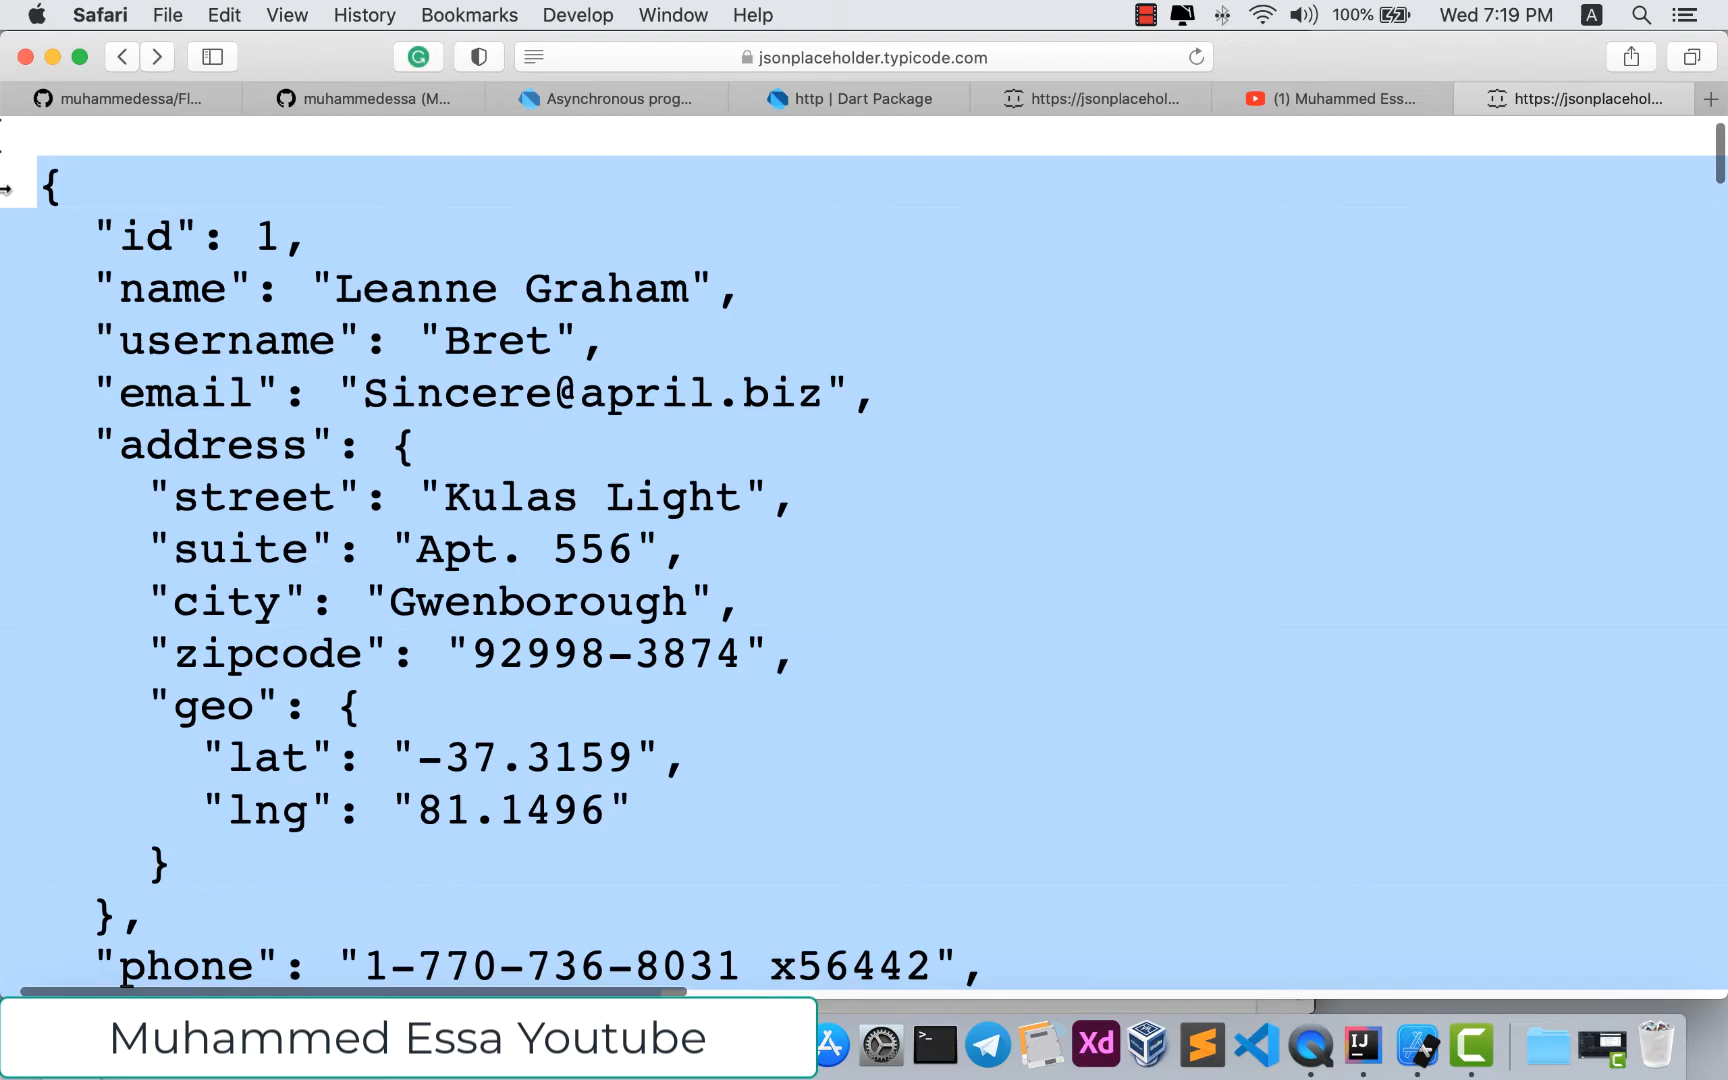 Safari File Edit View History Bookmarks Develop Window Help 100% Wed 7:19 PM A
jsonplaceholder.typicode.com
muhammedessa/Fl... muhammedessa (M... Asynchronous prog... http | Dart Package https://jsonplacehol... (1) Muhammed Ess... https://jsonplacehol...
{
"id": 1,
"name": "Leanne Graham",
"username": "Bret",
"email": "Sincere@april.biz",
"address": {
"street": "Kulas Light",
"suite": "Apt. 556",
"city": "Gwenborough",
"zipcode": "92998-3874",
"geo": {
"lat": "-37.3159",
"lng": "81.1496"
}
},
"phone": "1-770-736-8031 x56442",
Muhammed Essa Youtube
Xd
IJ